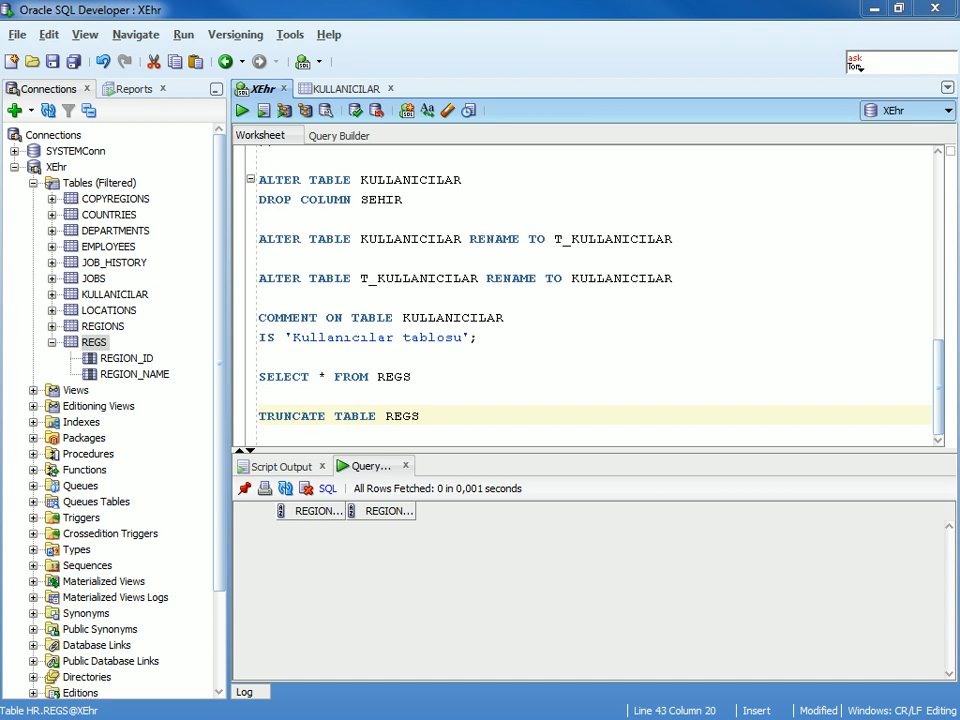 Oracle SQL Developer : XEhr
File Edit View Navigate Run Versioning Tools Help
ask
Tom
Connections Reports
XEhr KULLANICILAR
XEhr
Worksheet Query Builder
Connections
SYSTEMConn
XEhr
Tables (Filtered)
COPYREGIONS
COUNTRIES
DEPARTMENTS
EMPLOYEES
JOB_HISTORY
JOBS
KULLANICILAR
LOCATIONS
REGIONS
REGS
REGION_ID
REGION_NAME
Views
Editioning Views
Indexes
Packages
Procedures
Functions
Queues
Queues Tables
Triggers
Crossedition Triggers
Types
Sequences
Materialized Views
Materialized Views Logs
Synonyms
Public Synonyms
Database Links
Public Database Links
Directories
Editions
ALTER TABLE KULLANICILAR
DROP COLUMN SEHIR
ALTER TABLE KULLANICILAR RENAME TO T_KULLANICILAR
ALTER TABLE T_KULLANICILAR RENAME TO KULLANICILAR
COMMENT ON TABLE KULLANICILAR
IS 'Kullanıcılar tablosu';
SELECT * FROM REGS
TRUNCATE TABLE REGS
Script Output Query...
SQL All Rows Fetched: 0 in 0,001 seconds
REGION... REGION...
Log
Table HR.REGS@XEhr Line 43 Column 20 Insert Modified Windows: CR/LF Editing